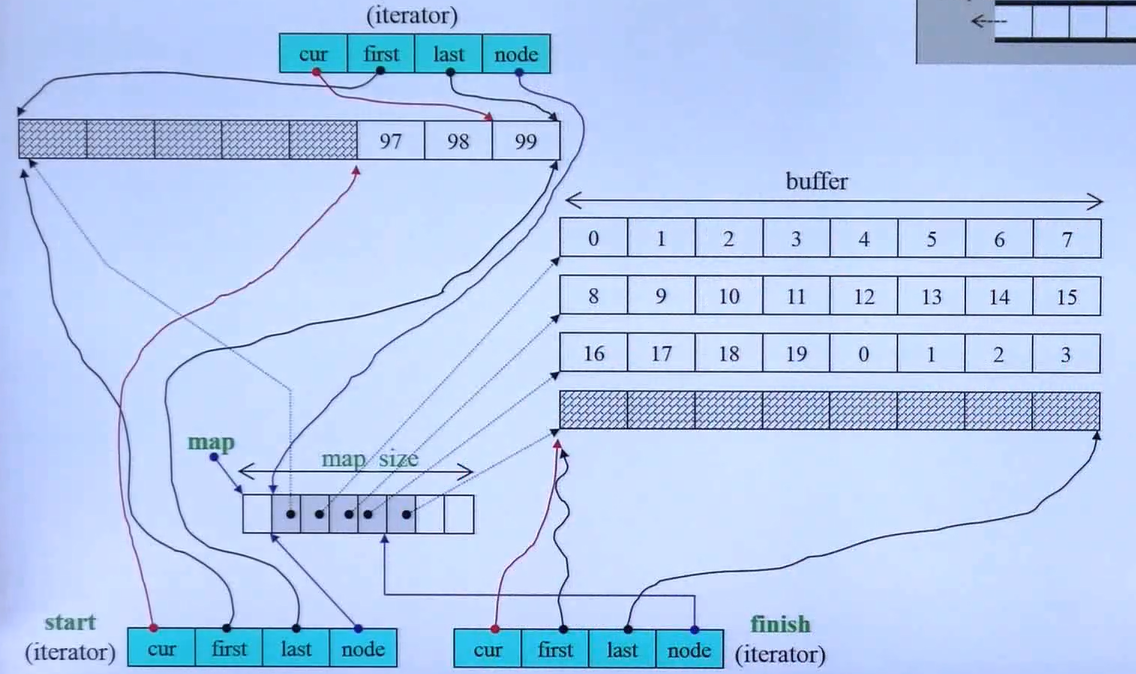 (iterator)
cur first last node
97 98 99
buffer
0 1 2 3 4 5 6 7
8 9 10 11 12 13 14 15
16 17 18 19 0 1 2 3
map
map size
start
(iterator)
cur first last node
cur first last node
finish
(iterator)